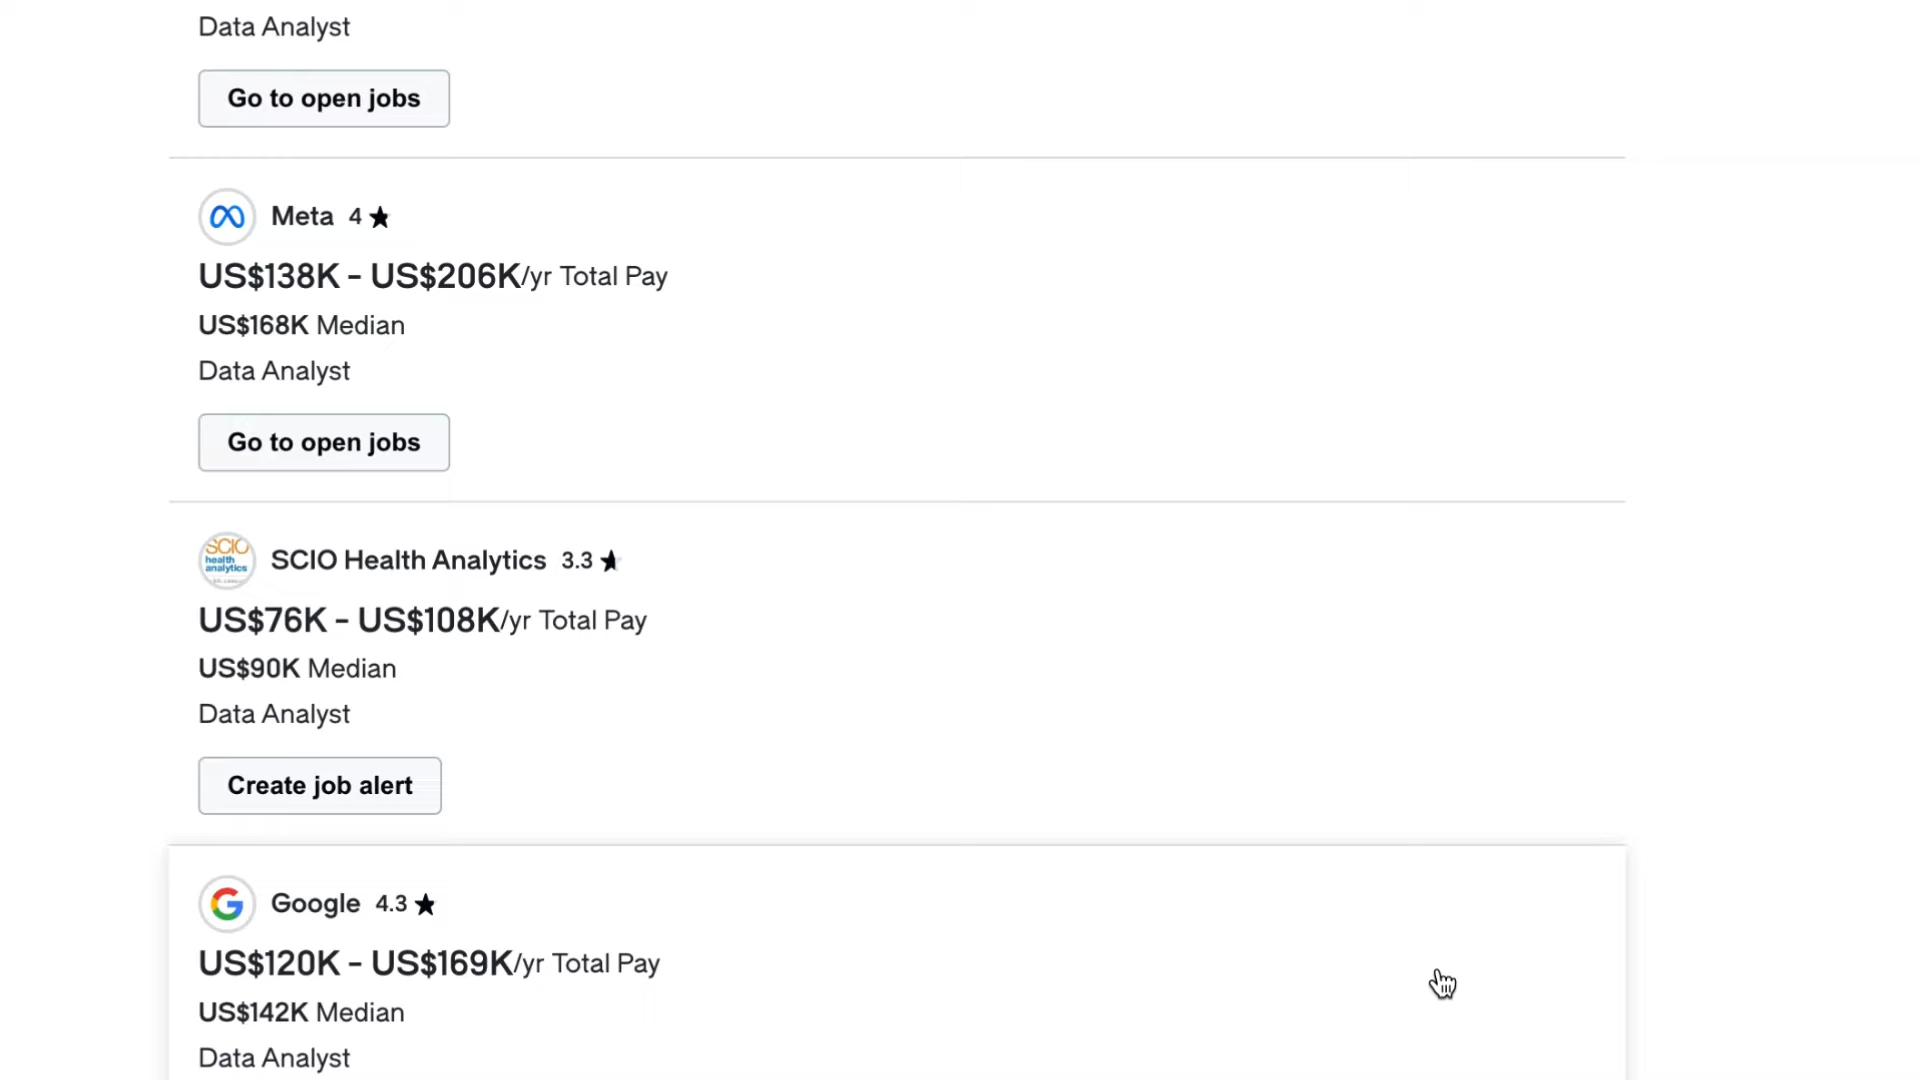 Data Analyst
Go to open jobs
Meta 4 ★
US$138K - US$206K/yr Total Pay
US$168K Median
Data Analyst
Go to open jobs
SCIO
health
analytics
SCIO Health Analytics 3.3 ★
US$76K - US$108K/yr Total Pay
US$90K Median
Data Analyst
Create job alert
Google 4.3 ★
US$120K - US$169K/yr Total Pay
US$142K Median
Data Analyst